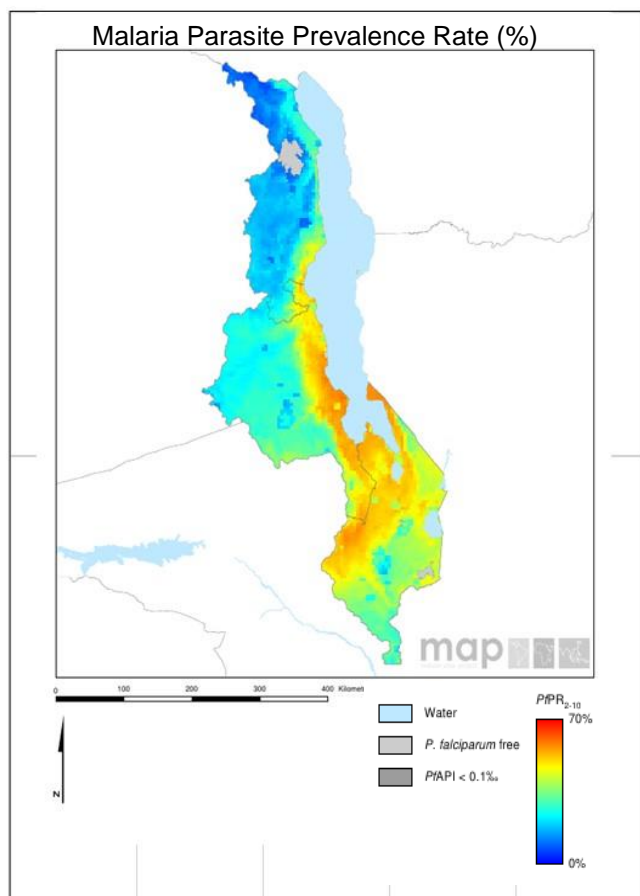 Malaria Parasite Prevalence Rate (%)
map
0 100 200 300 400 Kilomet
N
Water
P. falciparum free
PfAPI < 0.1‰
PfPR2-10
70%
0%